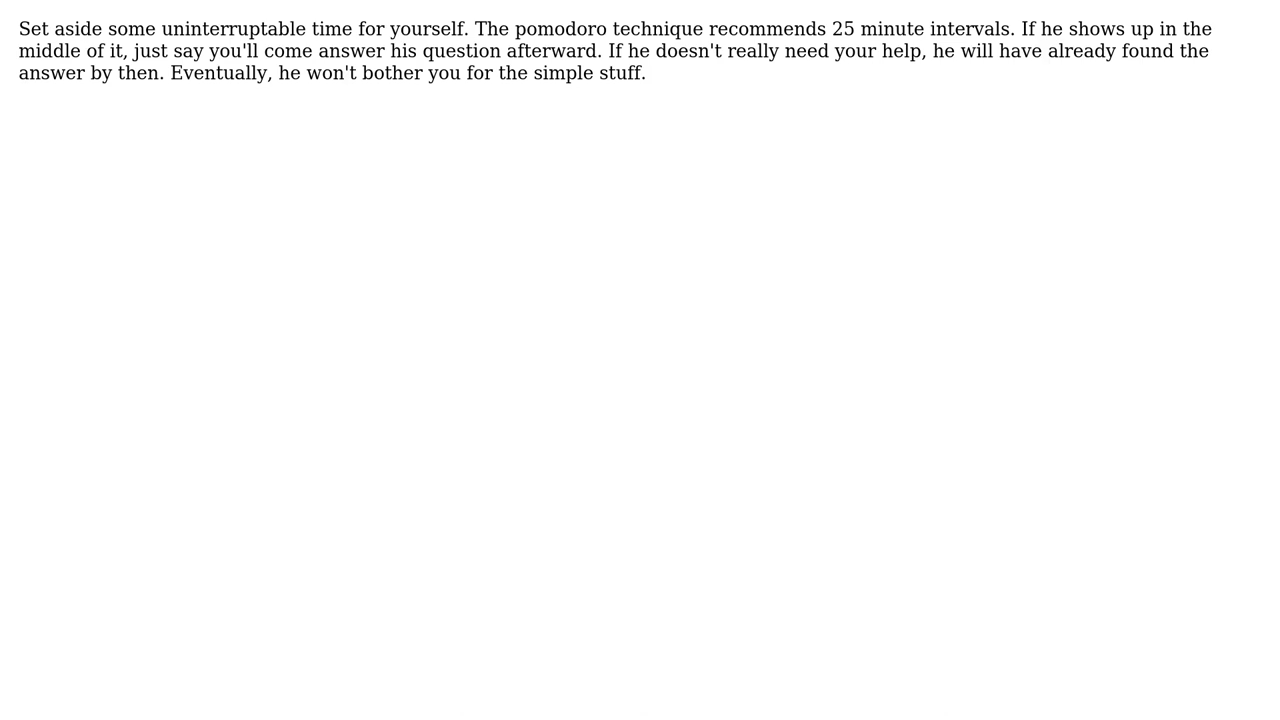 Set aside some uninterruptable time for yourself. The pomodoro technique recommends 25 minute intervals. If he shows up in the
middle of it, just say you'll come answer his question afterward. If he doesn't really need your help, he will have already found the
answer by then. Eventually, he won't bother you for the simple stuff.